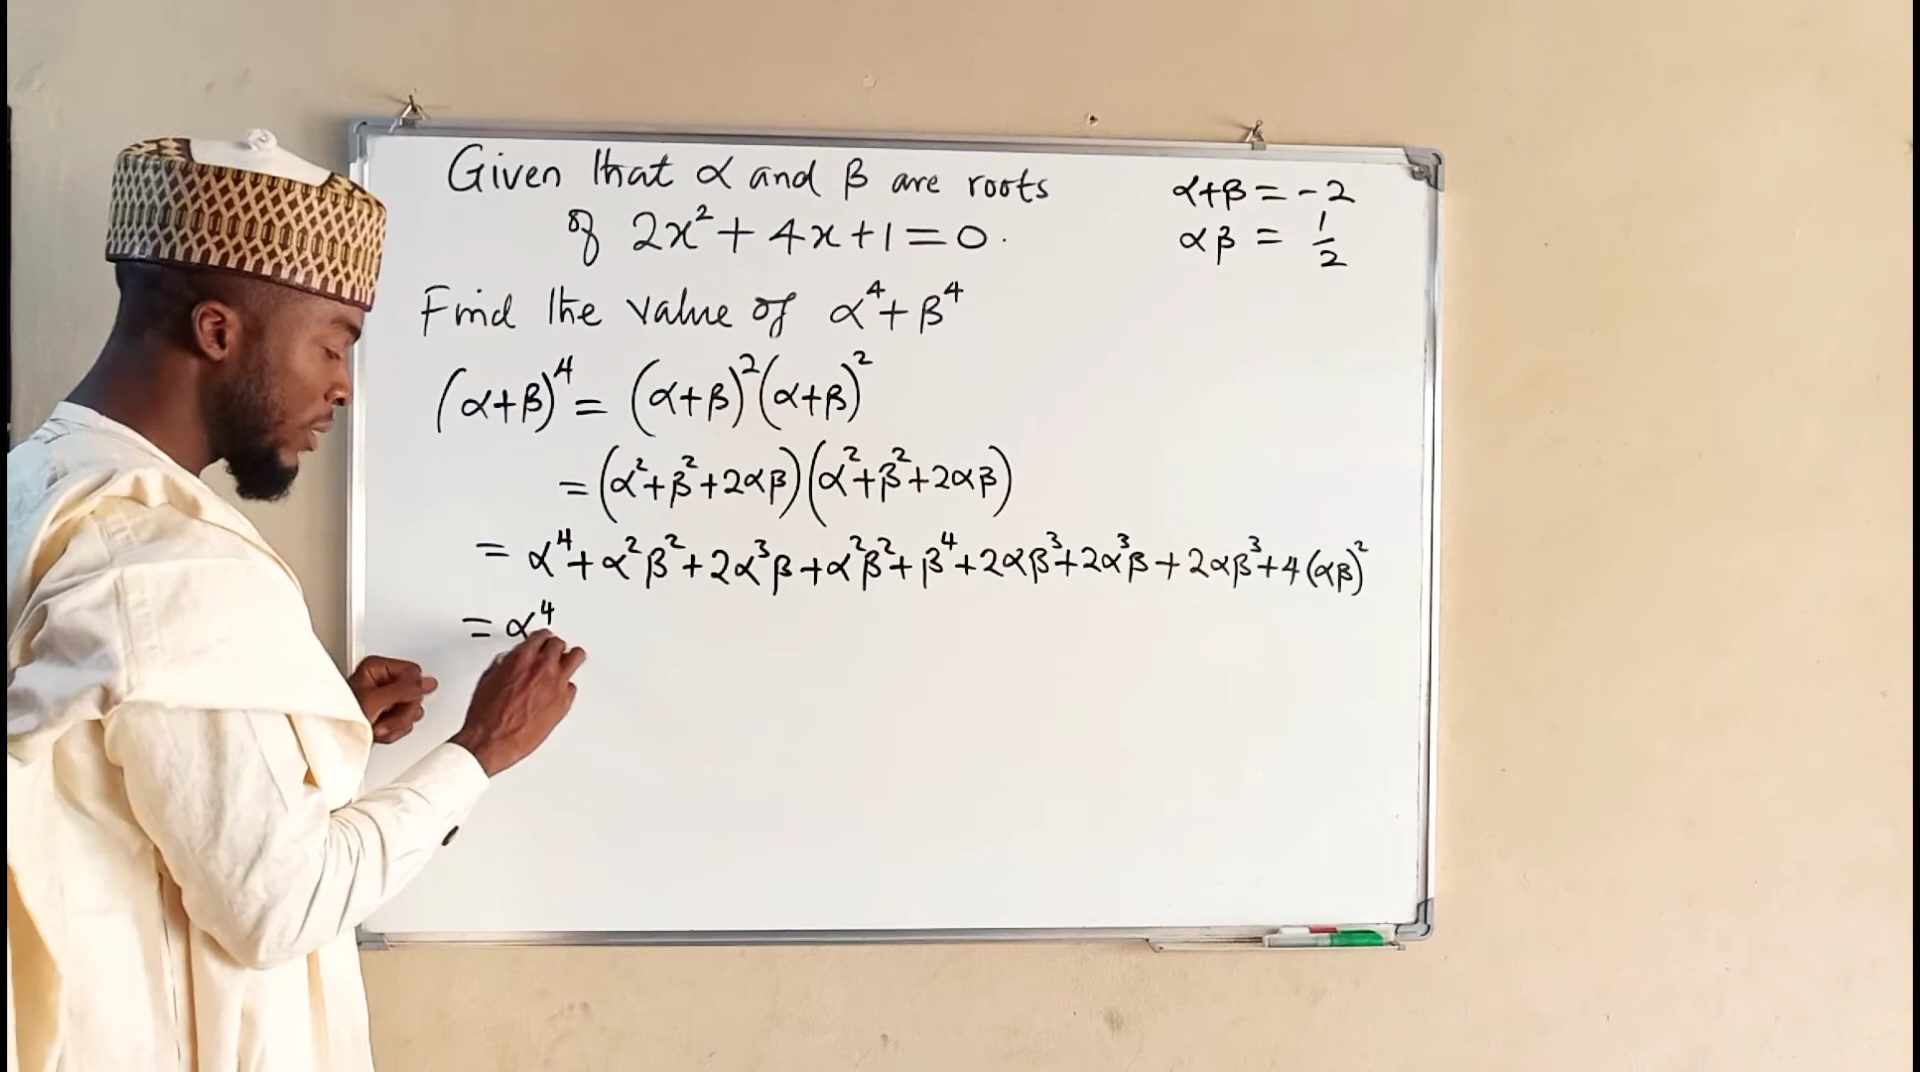 Given that α and β are roots
of 2x² + 4x + 1 = 0.
α+β = -2
αβ = 1/2
Find the value of α⁴ + β⁴
(α+β)⁴ = (α+β)²(α+β)²
= (α²+β²+2αβ)(α²+β²+2αβ)
= α⁴+α²β²+2α³β+α²β²+β⁴+2αβ³+2α³β+2αβ³+4(αβ)²
= α⁴